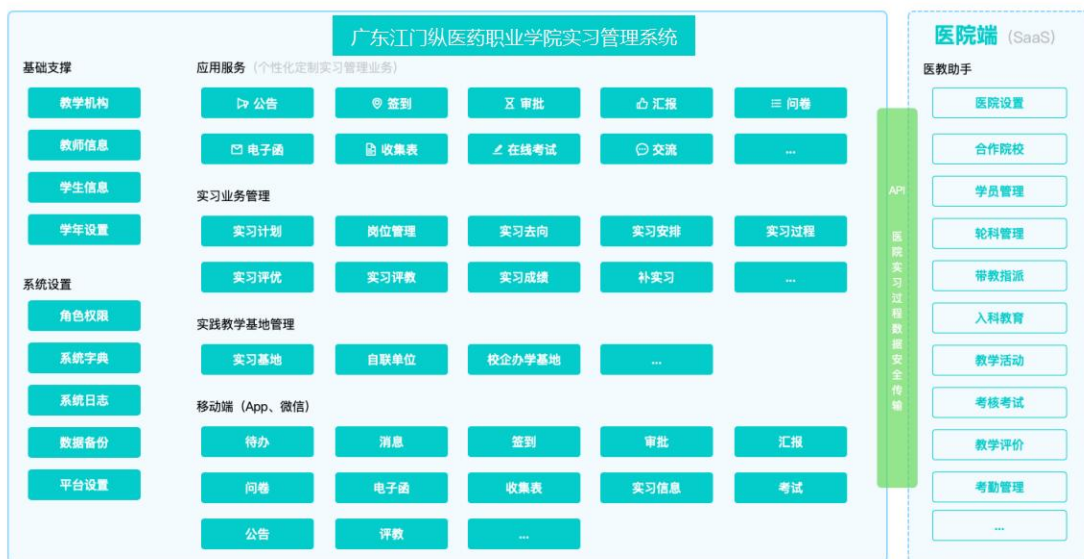 广东江门纵医药职业学院实习管理系统
基础支撑
教学机构
教师信息
学生信息
学年设置
系统设置
角色权限
系统字典
系统日志
数据备份
平台设置
应用服务（个性化定制实习管理业务）
公告 签到 审批 汇报 问卷
电子函 收集表 在线考试 交流 ...
实习业务管理
实习计划 岗位管理 实习去向 实习安排 实习过程
实习评优 实习评教 实习成绩 补实习 ...
实践教学基地管理
实习基地 自联单位 校企办学基地 ...
移动端（App、微信）
待办 消息 签到 审批 汇报
问卷 电子函 收集表 实习信息 考试
公告 评教 ...
API 医院实习过程数据安全传输
医院端 (SaaS)
医教助手
医院设置
合作院校
学员管理
轮科管理
带教指派
入科教育
教学活动
考核考试
教学评价
考勤管理
...